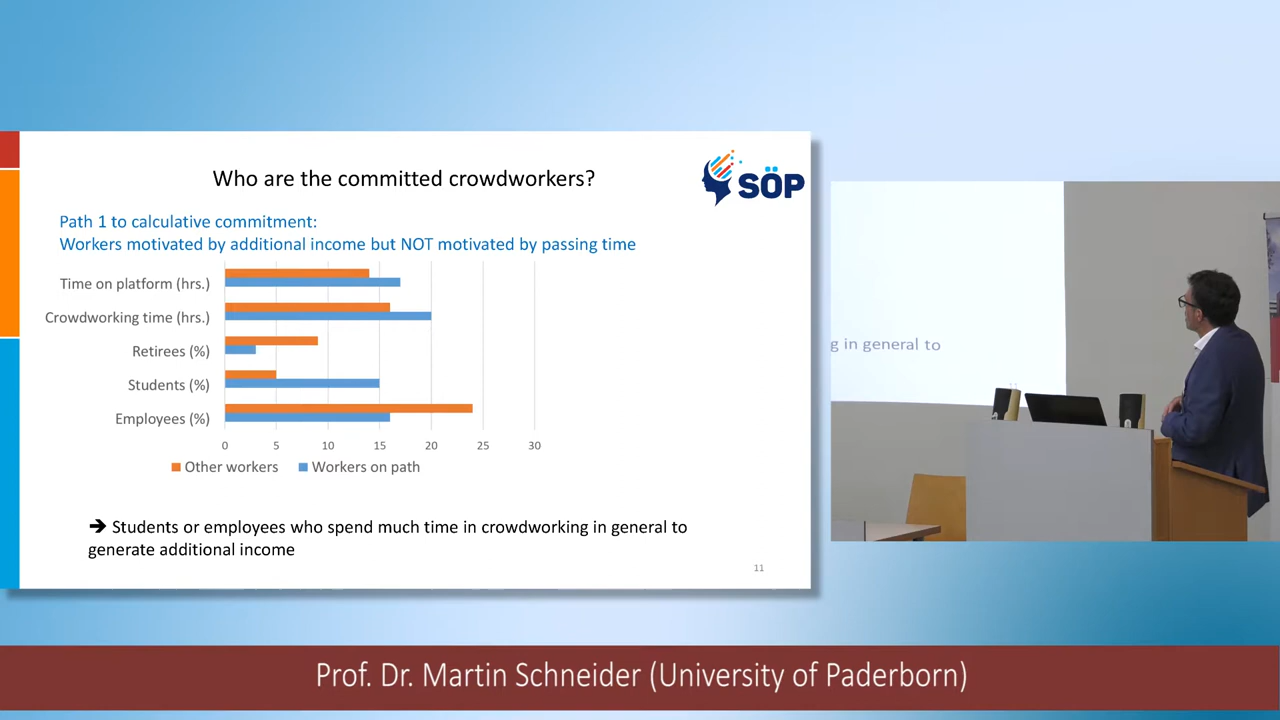 Who are the committed crowdworkers?
SÖP
Path 1 to calculative commitment:
Workers motivated by additional income but NOT motivated by passing time
Time on platform (hrs.)
Crowdworking time (hrs.)
Retirees (%)
Students (%)
Employees (%)
0 5 10 15 20 25 30
Other workers Workers on path
➔ Students or employees who spend much time in crowdworking in general to
generate additional income
11
g in general to
Prof. Dr. Martin Schneider (University of Paderborn)